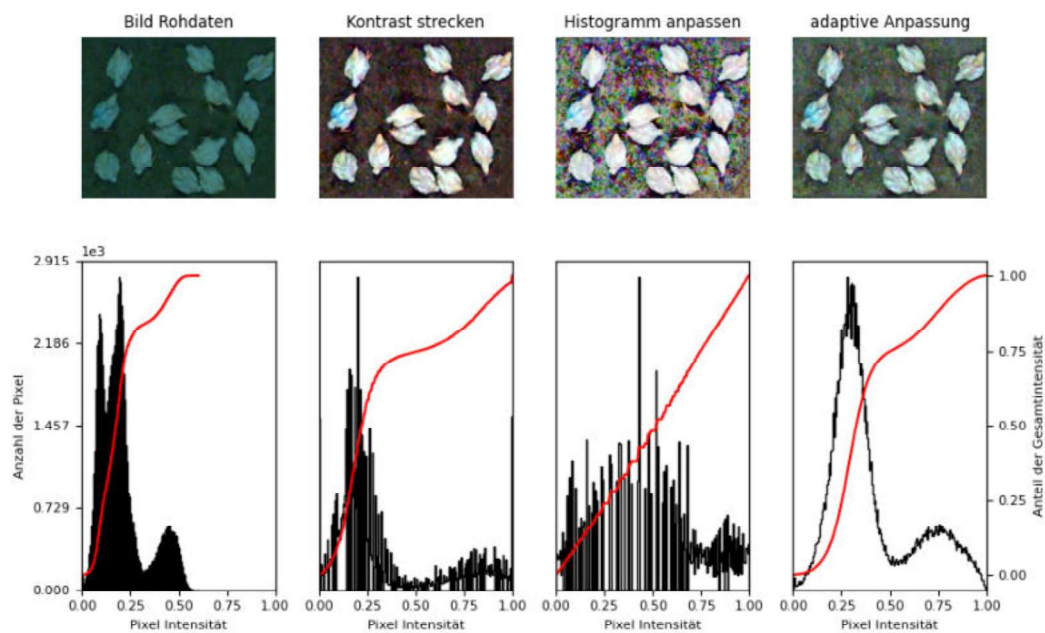 Bild Rohdaten
Kontrast strecken
Histogramm anpassen
adaptive Anpassung
1e3
2.915
2.186
1.457
0.729
0.000
Anzahl der Pixel
0.00 0.25 0.50 0.75 1.00
Pixel Intensität
0.00 0.25 0.50 0.75 1.00
Pixel Intensität
0.00 0.25 0.50 0.75 1.00
Pixel Intensität
0.00 0.25 0.50 0.75 1.00
Pixel Intensität
1.00
0.75
0.50
0.25
0.00
Anteil der Gesamtintensität